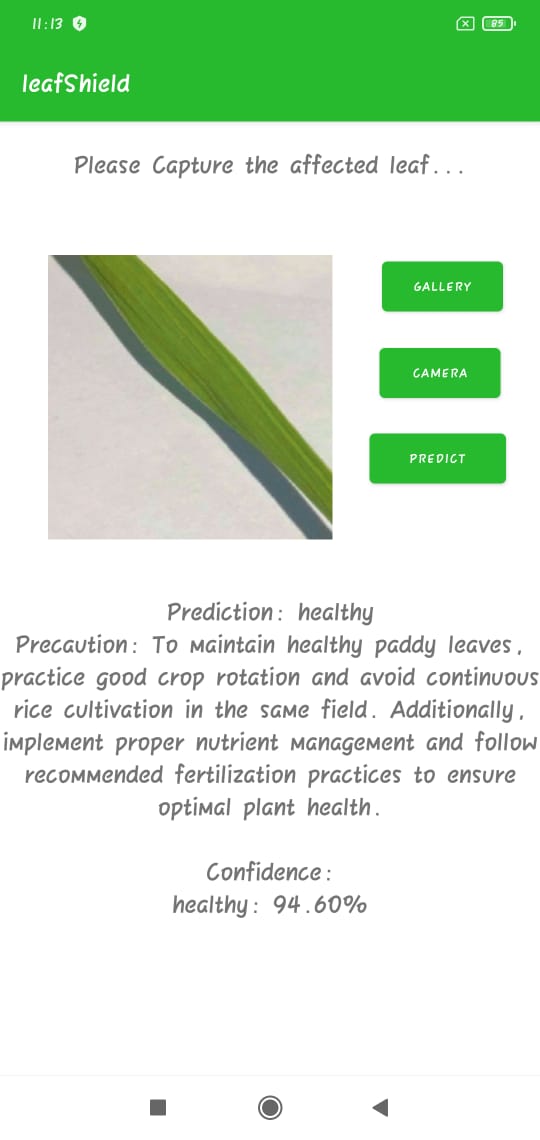 11:13
85
leafShield
Please Capture the affected leaf...
GALLERY
CAMERA
PREDICT
Prediction: healthy
Precaution: To maintain healthy paddy leaves,
practice good crop rotation and avoid continuous
rice cultivation in the same field. Additionally,
implement proper nutrient management and follow
recommended fertilization practices to ensure
optimal plant health.
Confidence:
healthy: 94.60%